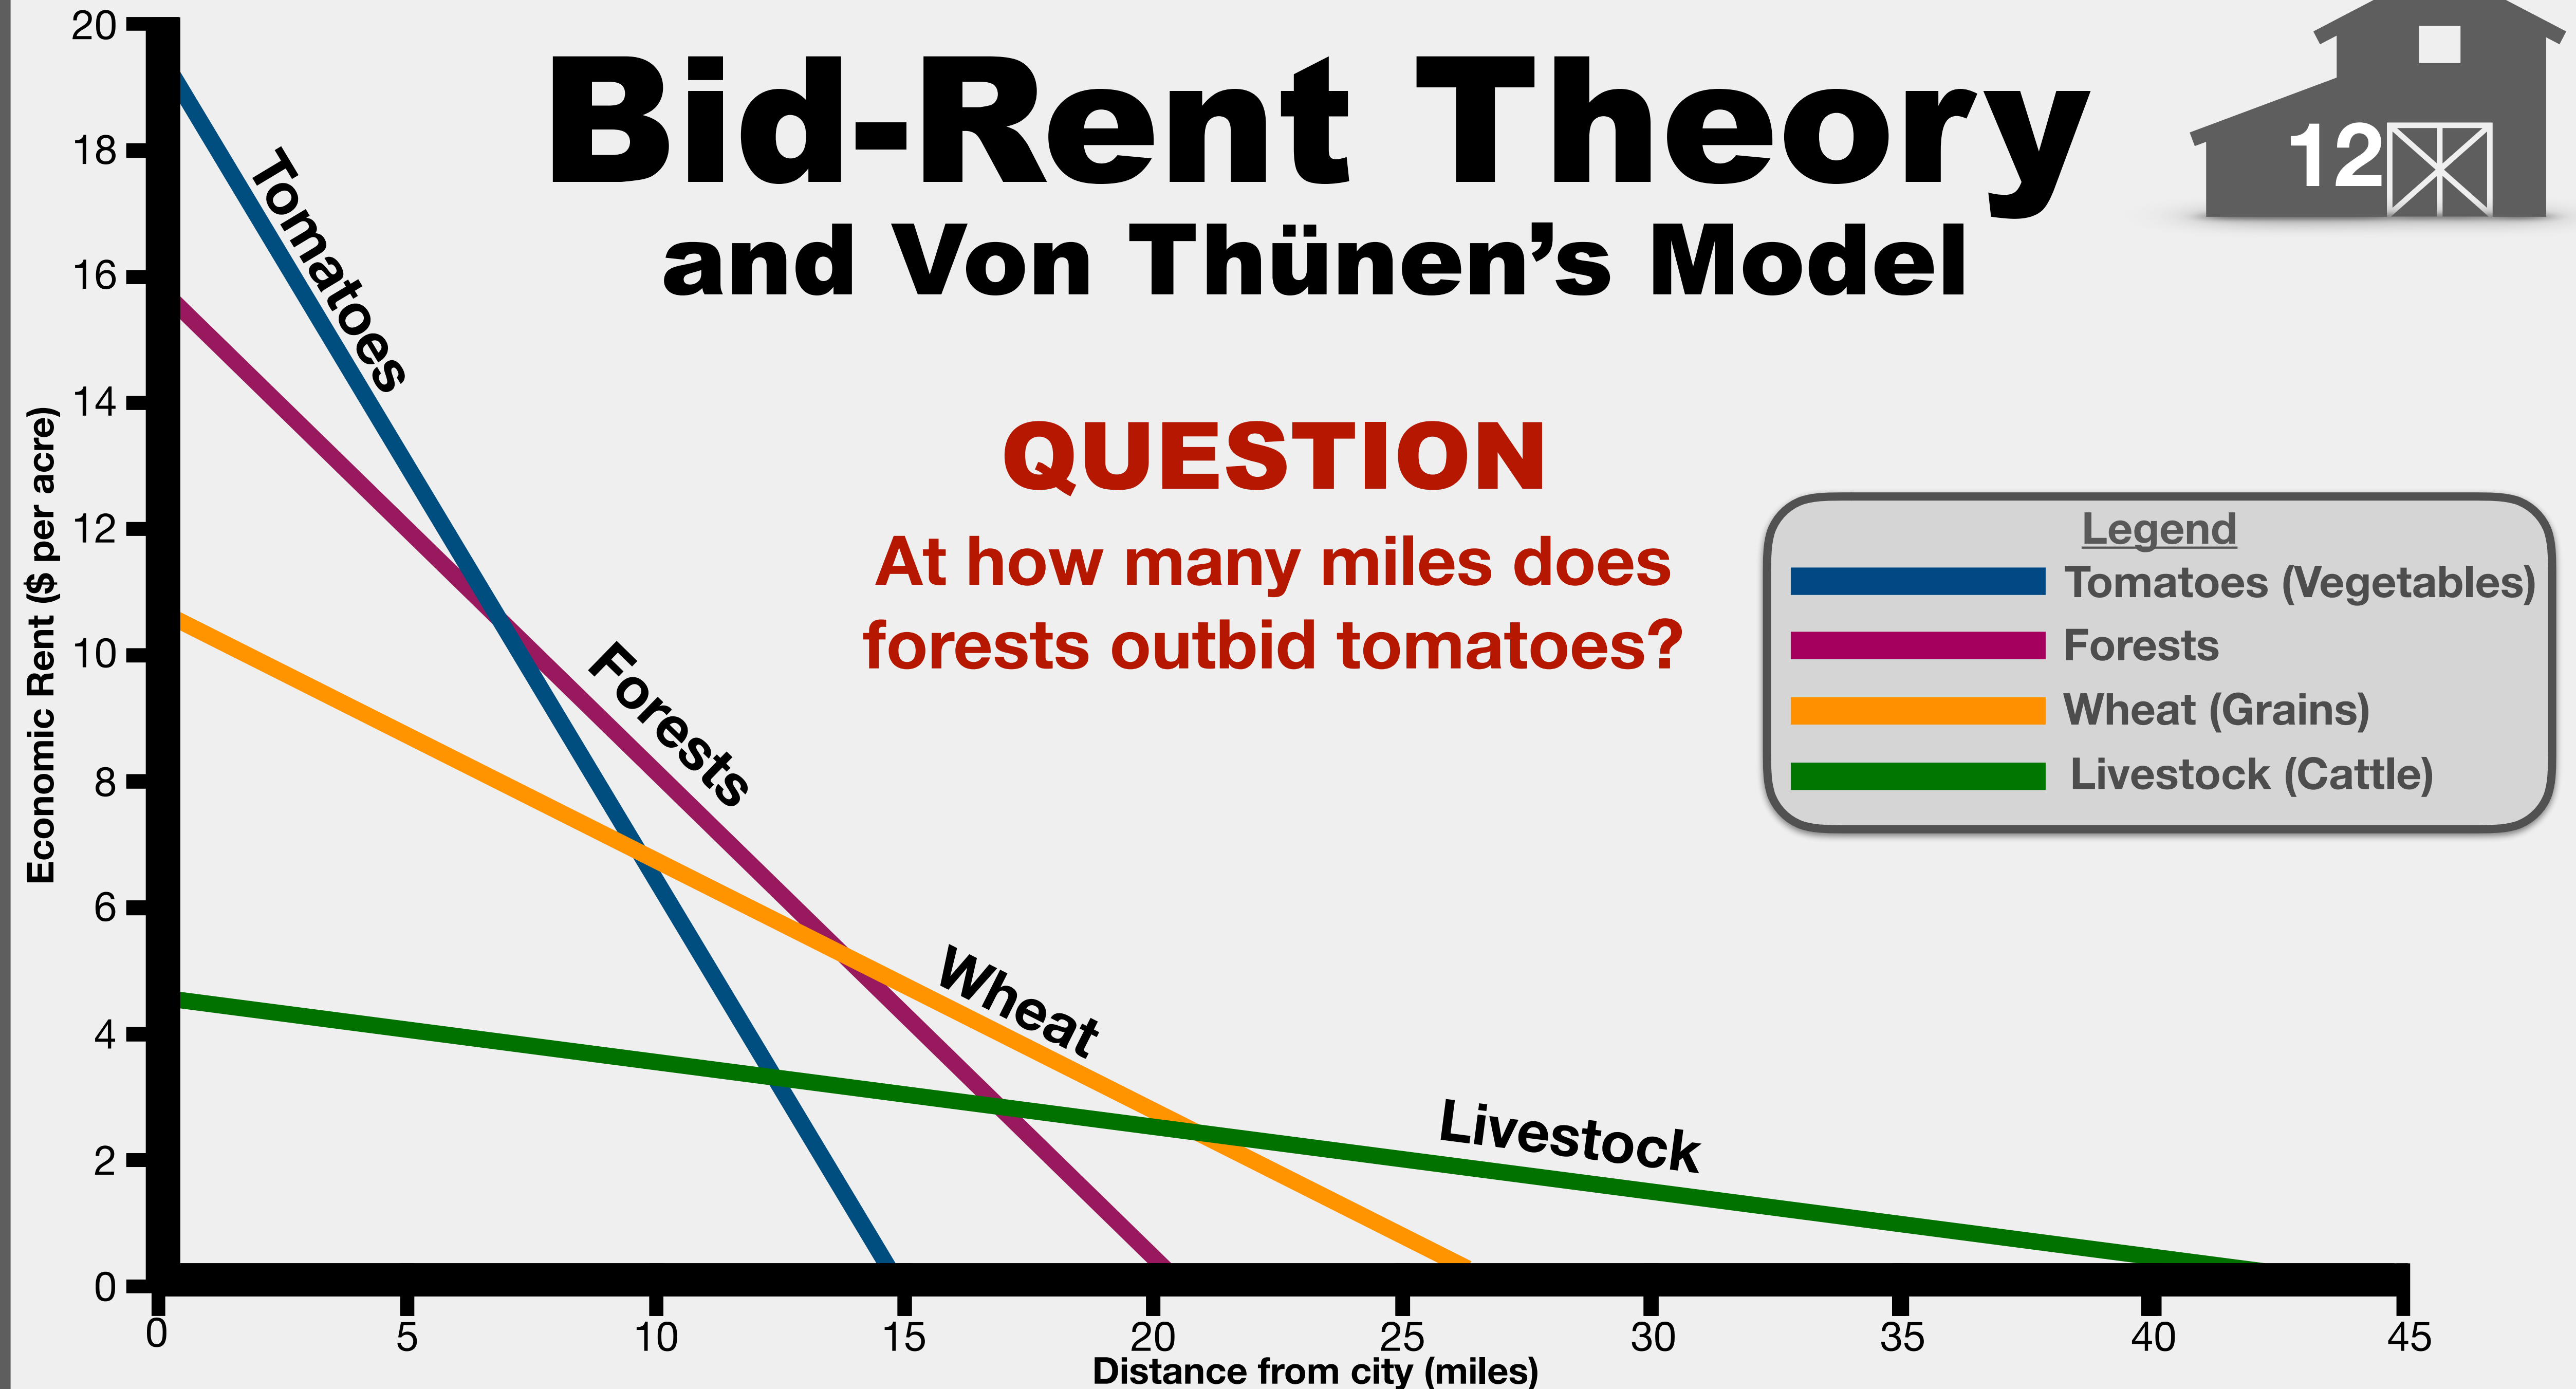 Bid-Rent Theory
and Von Thünen’s Model
12
QUESTION
At how many miles does
forests outbid tomatoes?
Legend
Tomatoes (Vegetables)
Forests
Wheat (Grains)
Livestock (Cattle)
Economic Rent ($ per acre)
20
18
16
14
12
10
8
6
4
2
0
Tomatoes
Forests
Wheat
Livestock
0 5 10 15 20 25 30 35 40 45
Distance from city (miles)